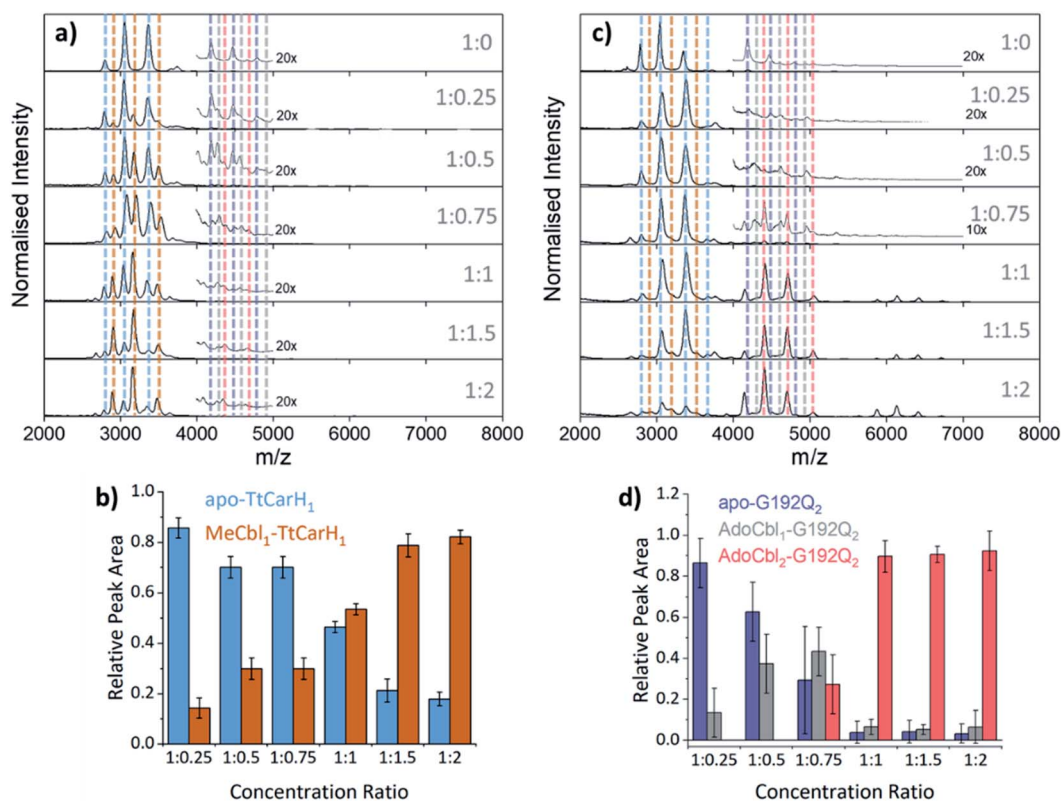 a)
1:0
20x
1:0.25
20x
1:0.5
20x
1:0.75
20x
1:1
20x
1:1.5
20x
1:2
20x
Normalised Intensity
2000 3000 4000 5000 6000 7000 8000
m/z
c)
1:0
20x
1:0.25
20x
1:0.5
20x
1:0.75
10x
1:1
1:1.5
1:2
Normalised Intensity
2000 3000 4000 5000 6000 7000 8000
m/z
b)
1.0
0.8
0.6
0.4
0.2
0.0
Relative Peak Area
apo-TtCarH1
MeCbl1-TtCarH1
1:0.25 1:0.5 1:0.75 1:1 1:1.5 1:2
Concentration Ratio
d)
1.2
1.0
0.8
0.6
0.4
0.2
0.0
Relative Peak Area
apo-G192Q2
AdoCbl1-G192Q2
AdoCbl2-G192Q2
1:0.25 1:0.5 1:0.75 1:1 1:1.5 1:2
Concentration Ratio